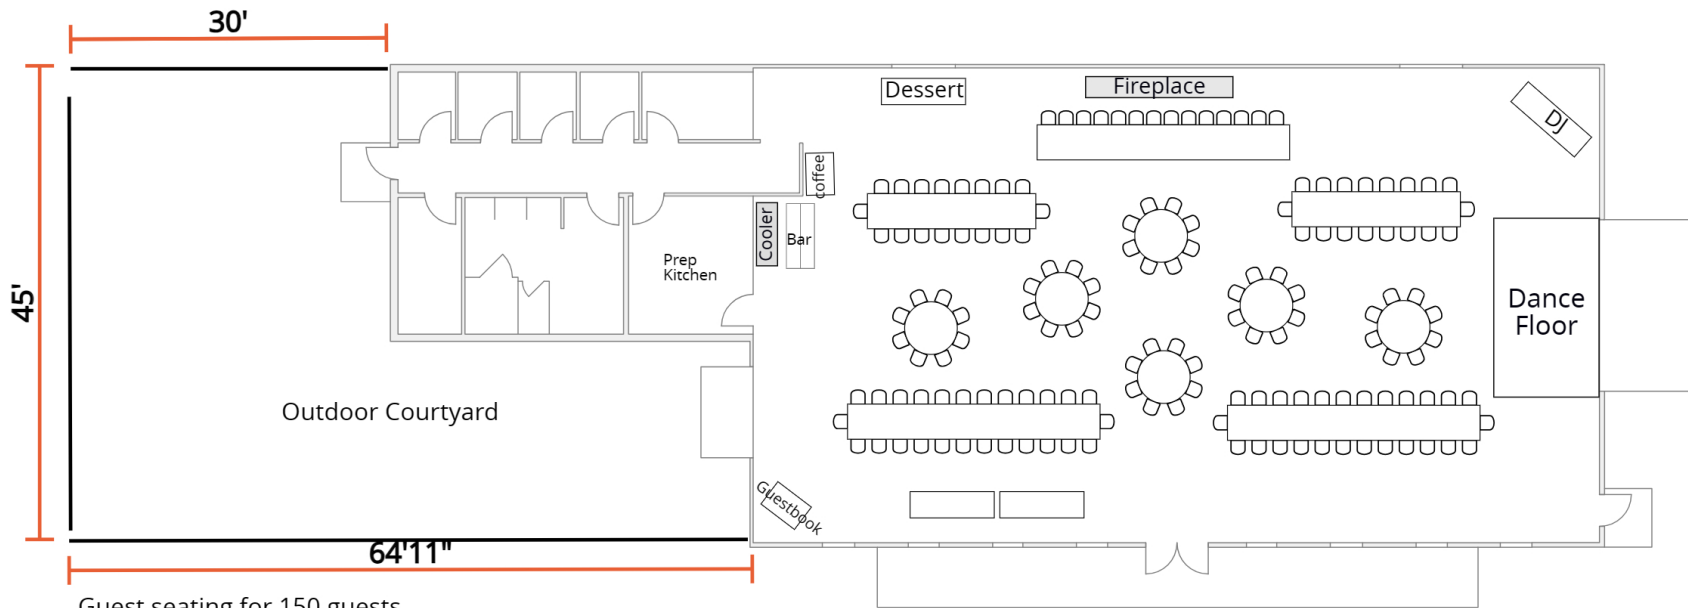 30'
Dessert
Fireplace
DJ
coffee
Cooler
Bar
Prep
Kitchen
45'
Dance
Floor
Outdoor Courtyard
Guestbook
64'11"
Guest seating for 150 guests